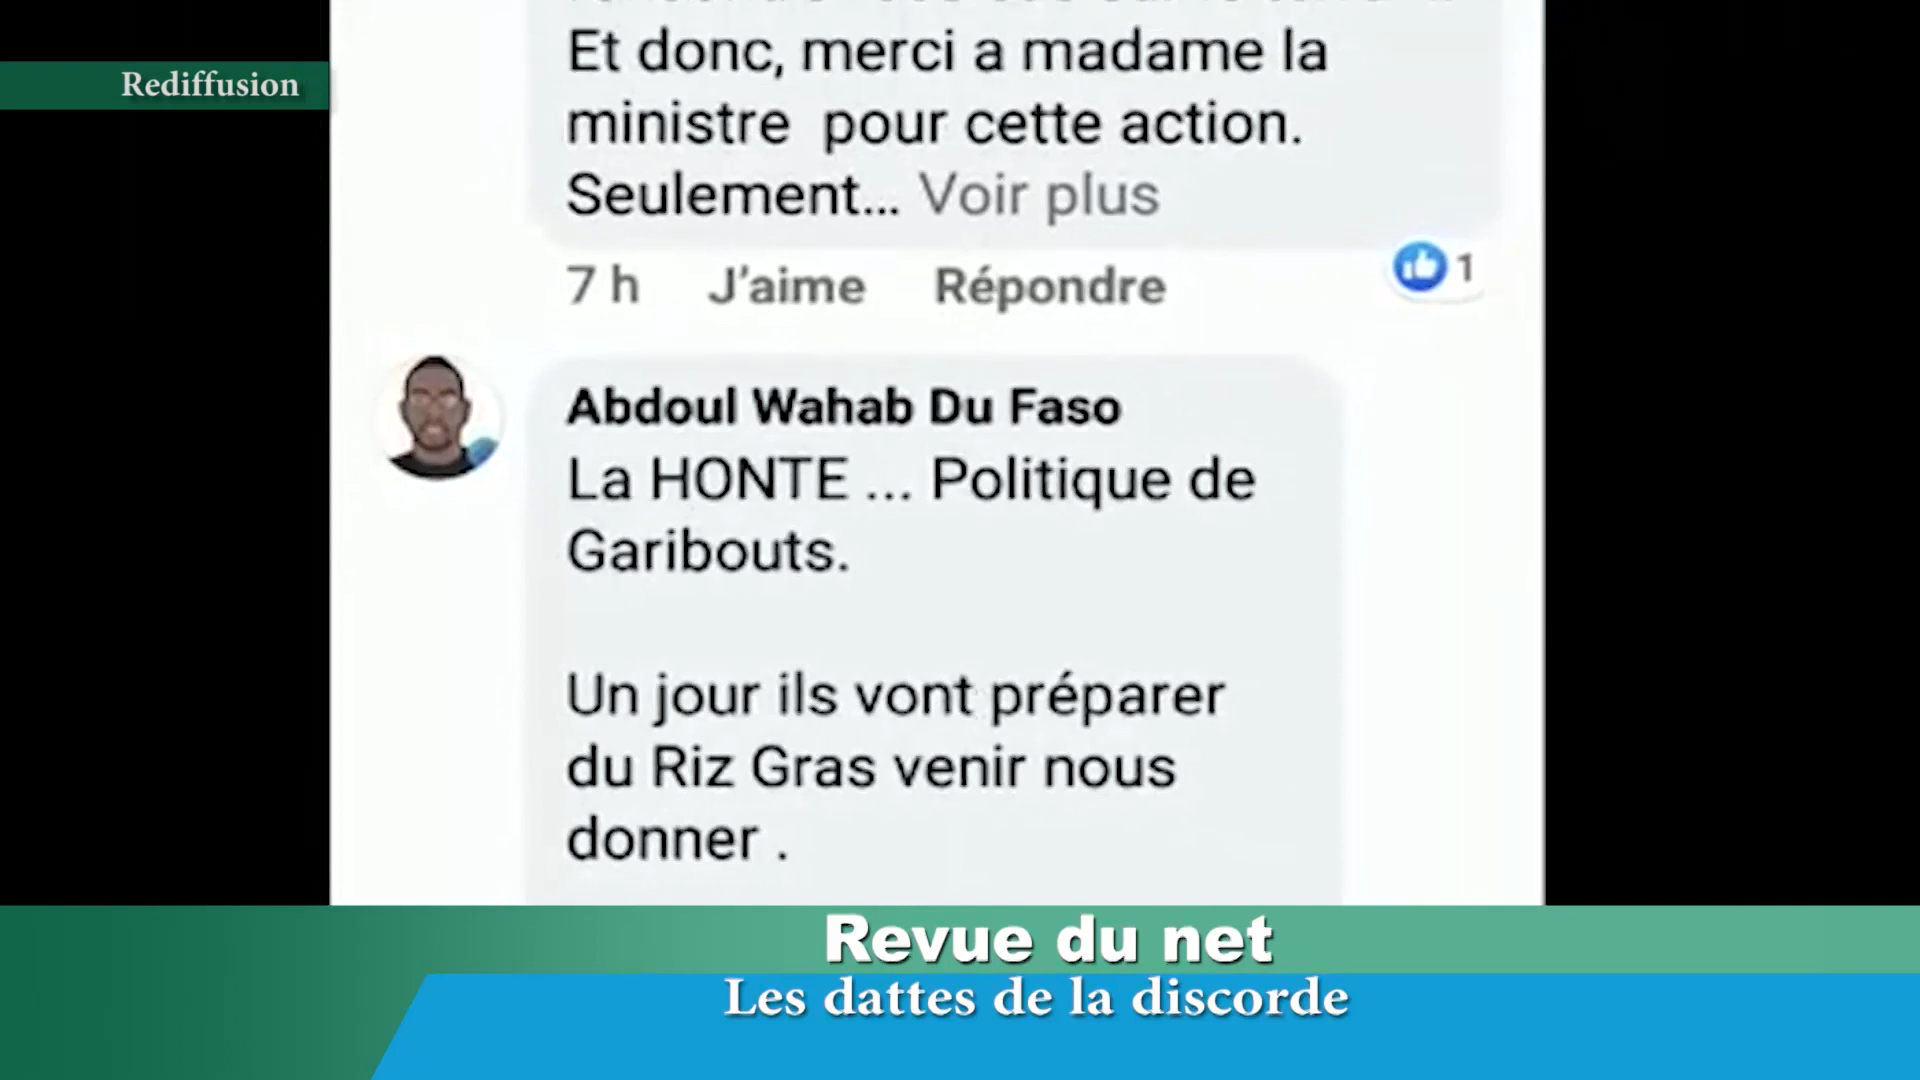 Rediffusion
Et donc, merci a madame la
ministre pour cette action.
Seulement... Voir plus
7 h J'aime Répondre
1
Abdoul Wahab Du Faso
La HONTE ... Politique de
Garibouts.
Un jour ils vont préparer
du Riz Gras venir nous
donner .
Revue du net
Les dattes de la discorde